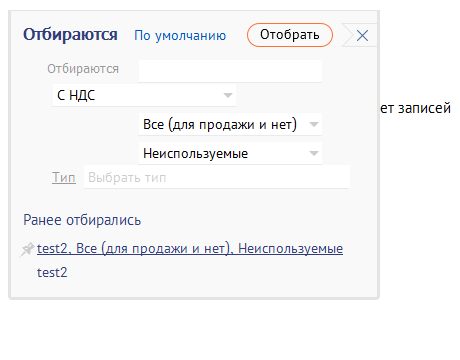 Отбираются По умолчанию Отобрать
Отбираются
С НДС
ет записей
Все (для продажи и нет)
Неиспользуемые
Тип Выбрать тип
Ранее отбирались
test2, Все (для продажи и нет), Неиспользуемые
test2